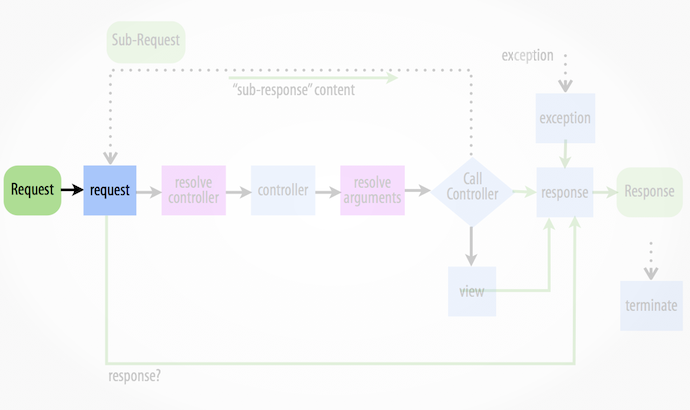 Sub-Request
exception
“sub-response” content
exception
Request
request
resolve
controller
controller
resolve
arguments
Call
Controller
response
Response
view
terminate
response?